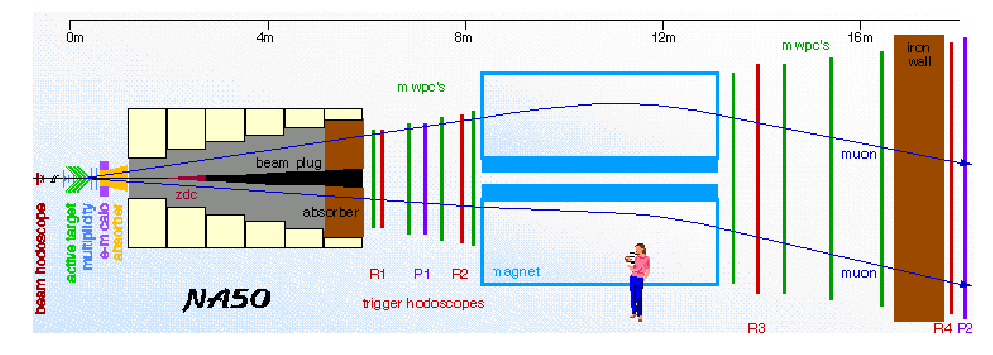 0m 4m 8m 12m 16m
m wpc's
m wpc's
iron
wall
beam plug
zdc
absorber
muon
muon
magnet
beam hodoscope
active target
multiplicity
e-m calo
absorber
R1 P1 R2
trigger hodoscopes
NA50
R3 R4 P2